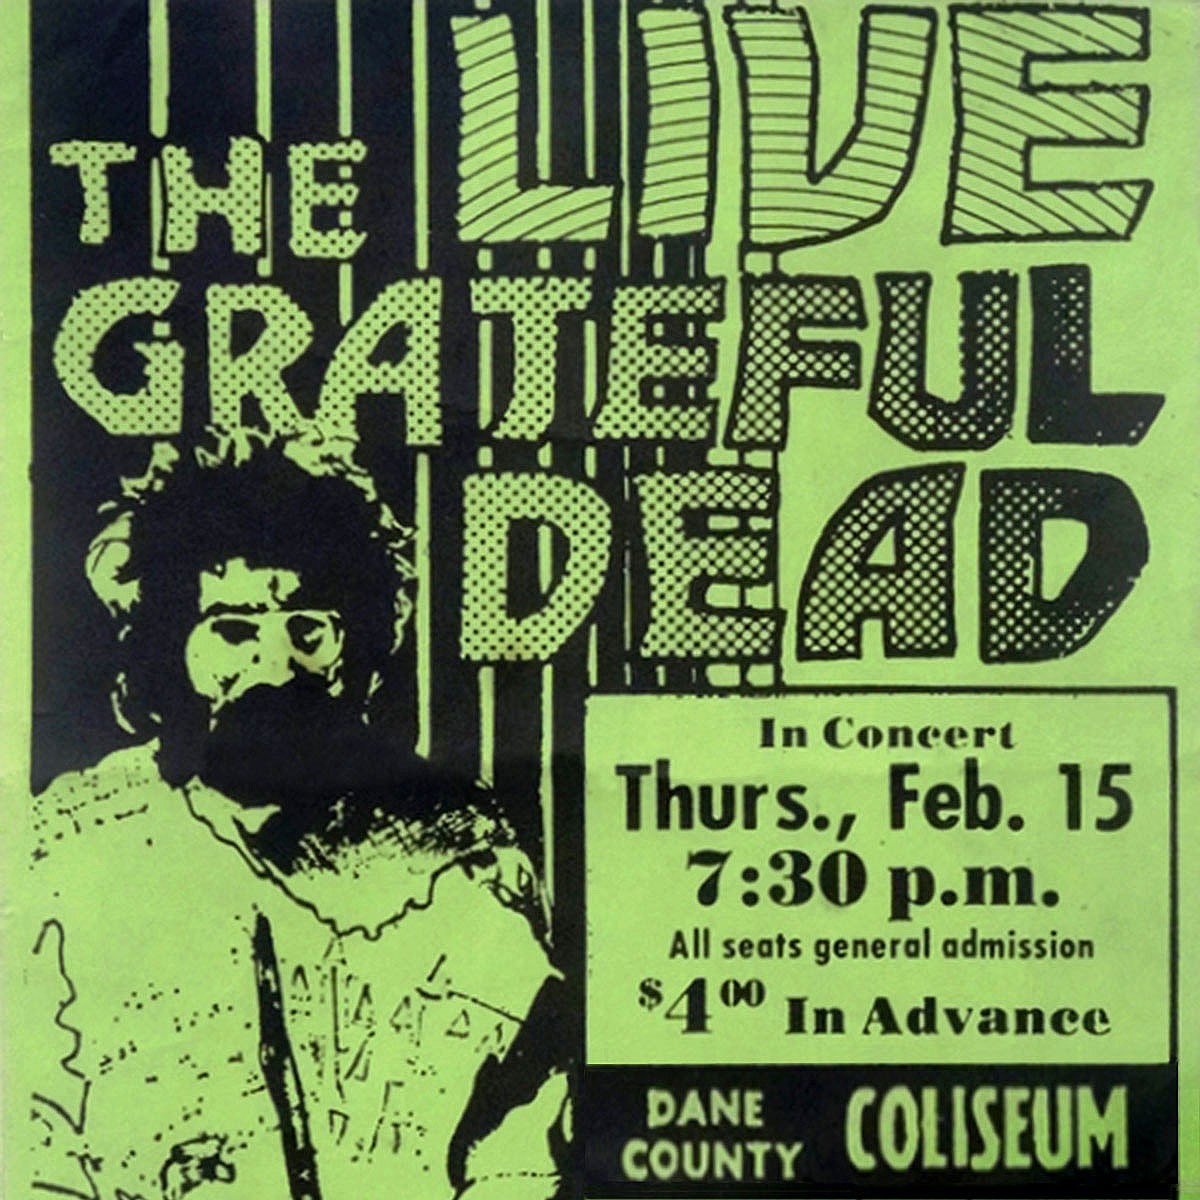 LIVE
THE
GRATEFUL
DEAD
In Concert
Thurs., Feb. 15
7:30 p.m.
All seats general admission
$4.00 In Advance
DANE COUNTY COLISEUM